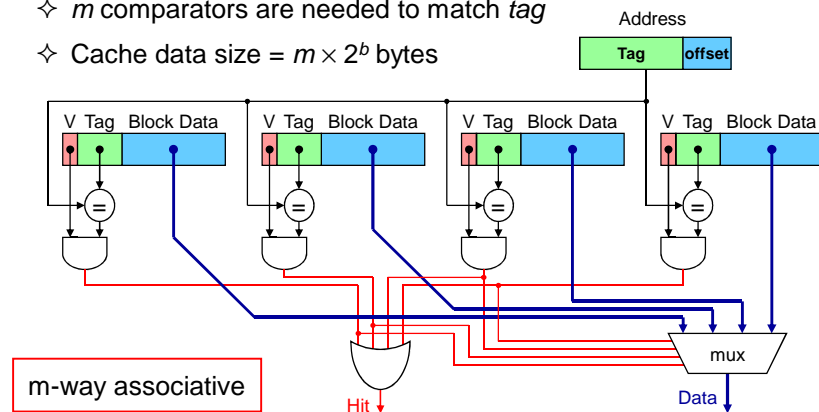 ✧ m comparators are needed to match tag
✧ Cache data size = m × 2ᵇ bytes
Address
Tag offset
V Tag Block Data V Tag Block Data V Tag Block Data V Tag Block Data
= = = =
mux
m-way associative
Hit
Data